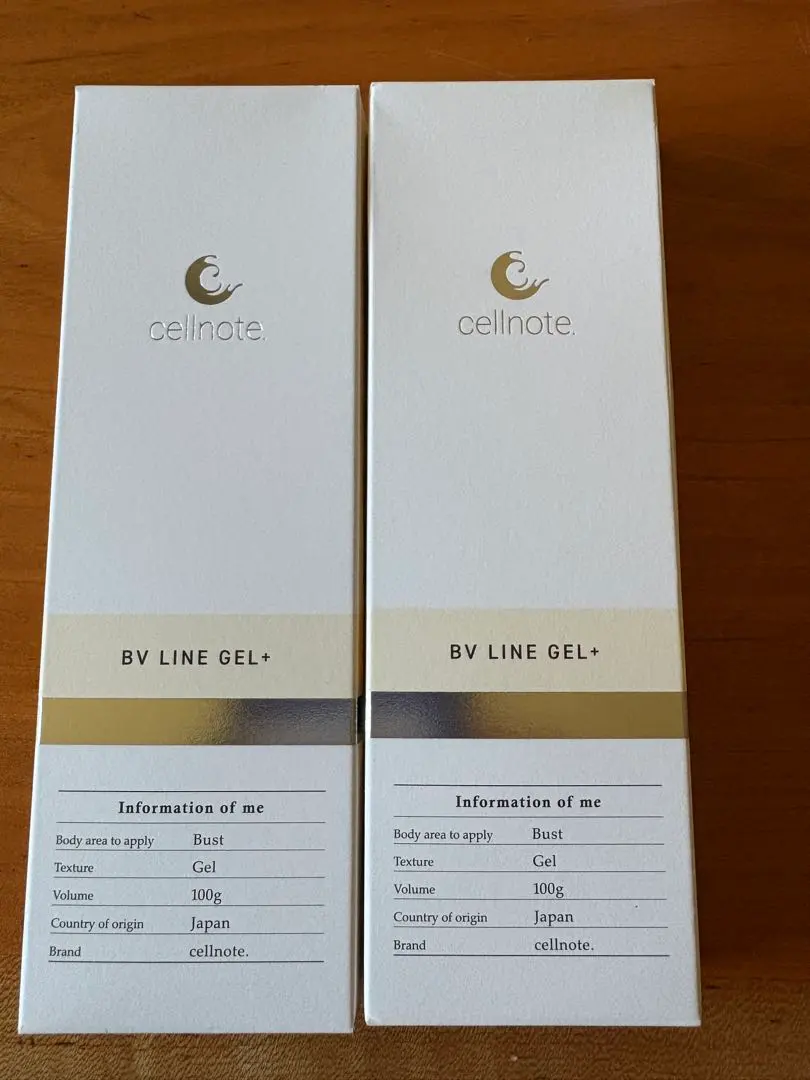 cellnote.
BV LINE GEL+
Information of me
Body area to apply Bust
Texture Gel
Volume 100g
Country of origin Japan
Brand cellnote.
cellnote.
BV LINE GEL+
Information of me
Body area to apply Bust
Texture Gel
Volume 100g
Country of origin Japan
Brand cellnote.